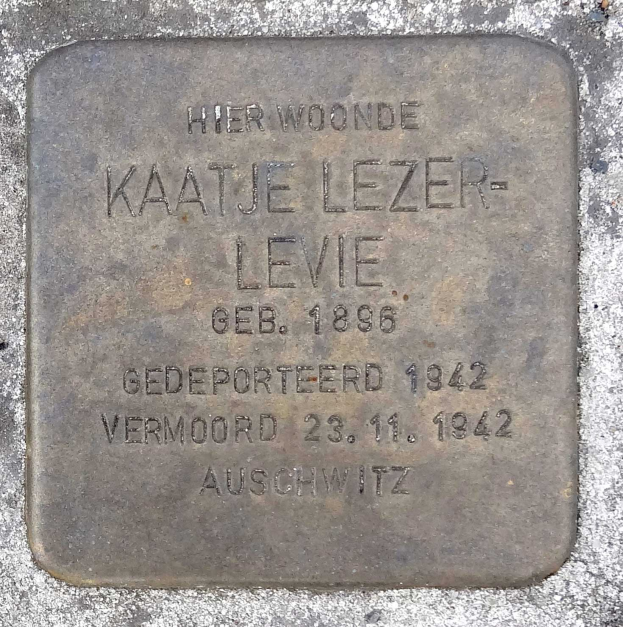 HIER WOONDE
KAATJE LEZER-
LEVIE
GEB. 1896
GEDEPORTEERD 1942
VERMOORD 23.11.1942
AUSCHWITZ